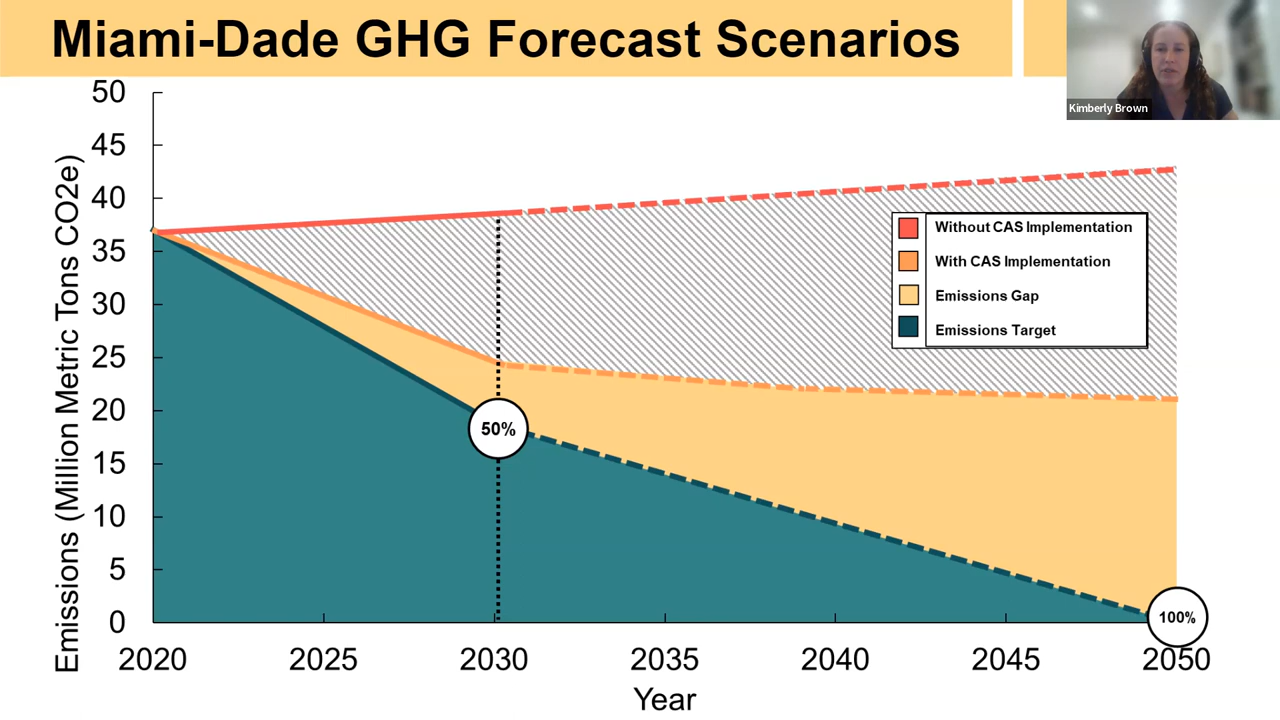 Miami-Dade GHG Forecast Scenarios
Kimberly Brown
Emissions (Million Metric Tons CO2e)
50
45
40
35
30
25
20
15
10
5
0
Without CAS Implementation
With CAS Implementation
Emissions Gap
Emissions Target
50%
100%
2020 2025 2030 2035 2040 2045 2050
Year